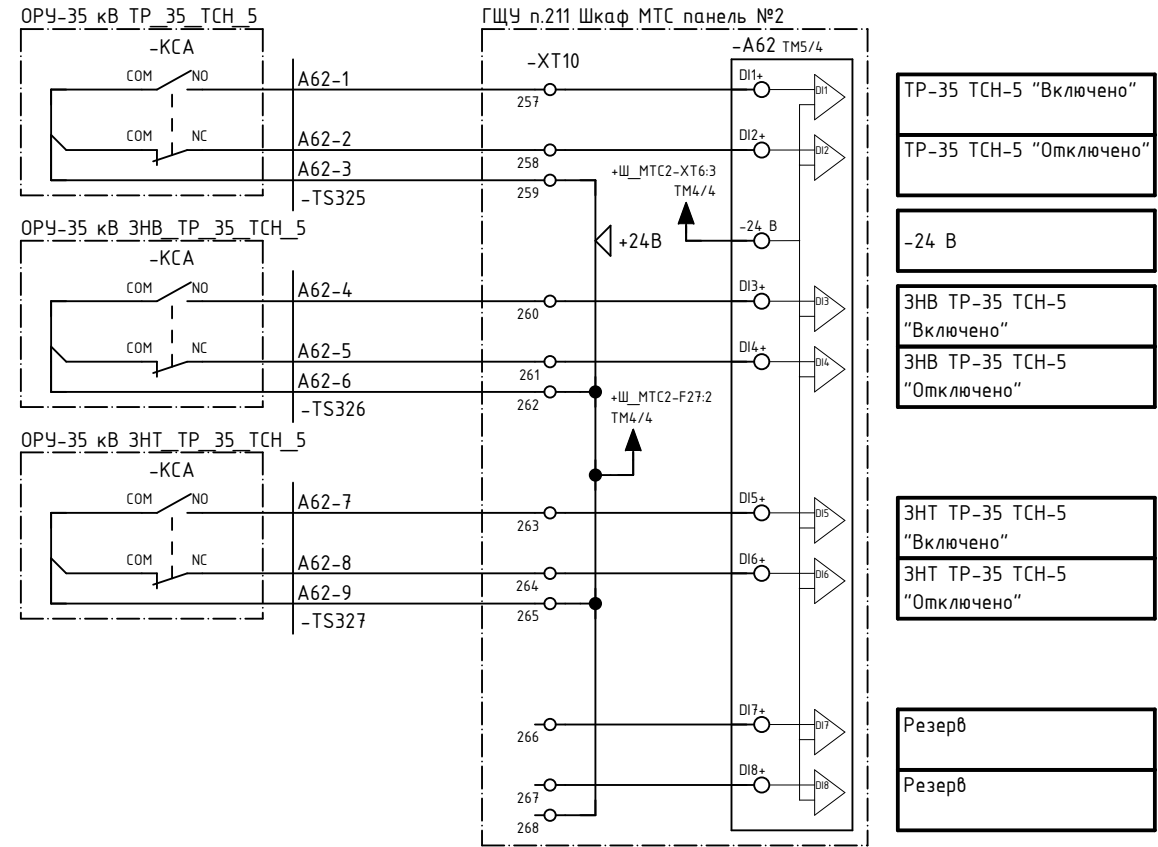 ОРУ-35 кВ ТР_35_ТСН_5
-КСА
COM NO
COM NC
A62-1
A62-2
A62-3
-TS325
ОРУ-35 кВ ЗНВ_ТР_35_ТСН_5
-КСА
COM NO
COM NC
A62-4
A62-5
A62-6
-TS326
ОРУ-35 кВ ЗНТ_ТР_35_ТСН_5
-КСА
COM NO
COM NC
A62-7
A62-8
A62-9
-TS327
ГЩУ п.211 Шкаф МТС панель №2
-XT10
257
258
259
260
261
262
263
264
265
266
267
268
+Ш_МТС2-XT6:3
TM4/4
+24В
+Ш_МТС2-F27:2
TM4/4
-A62 TM5/4
DI1+
DI1
DI2+
DI2
-24 В
DI3+
DI3
DI4+
DI4
DI5+
DI5
DI6+
DI6
DI7+
DI7
DI8+
DI8
ТР-35 ТСН-5 "Включено"
ТР-35 ТСН-5 "Отключено"
-24 В
ЗНВ ТР-35 ТСН-5
"Включено"
ЗНВ ТР-35 ТСН-5
"Отключено"
ЗНТ ТР-35 ТСН-5
"Включено"
ЗНТ ТР-35 ТСН-5
"Отключено"
Резерв
Резерв